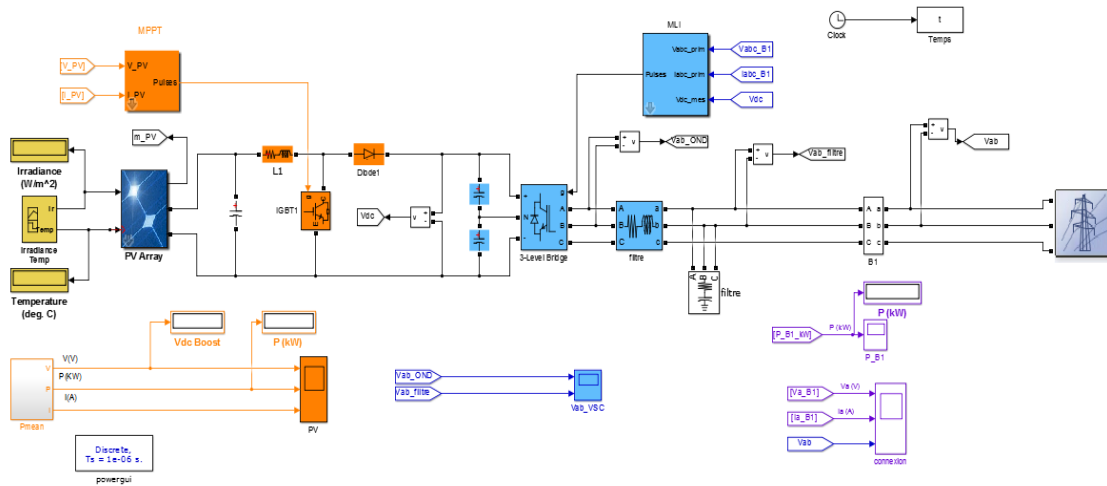 MPPT
[V_PV]
[I_PV]
V_PV
I_PV
Pulses
MLI
Vabc_prim
Iabc_prim
Vdc_mes
Pulses
Vabc_B1
Iabc_B1
Vdc
Clock
t
Temps
m_PV
Irradiance
(W/m^2)
Ir
Temp
Irradiance
Temp
Temperature
(deg. C)
PV Array
L1
g
C
E
IGBT1
Diode1
Vdc
v
+
-
+
N
-
g
A
B
C
3-Level Bridge
+
-
v
Vab_OND
A
B
C
a
b
c
filtre
+
-
v
Vab_filtre
A
B
C
filtre
A
B
C
a
b
c
B1
+
-
v
Vab
Vdc Boost
P (kW)
V(V)
P(KW)
I(A)
V
P
I
Pmean
PV
Vab_OND
Vab_filtre
Vab_VSC
P (kW)
[P_B1_kW]
P (kW)
P_B1
[Va_B1]
Va (V)
[Ia_B1]
Ia (A)
Vab
connexion
Discrete,
Ts = 1e-06 s.
powergui